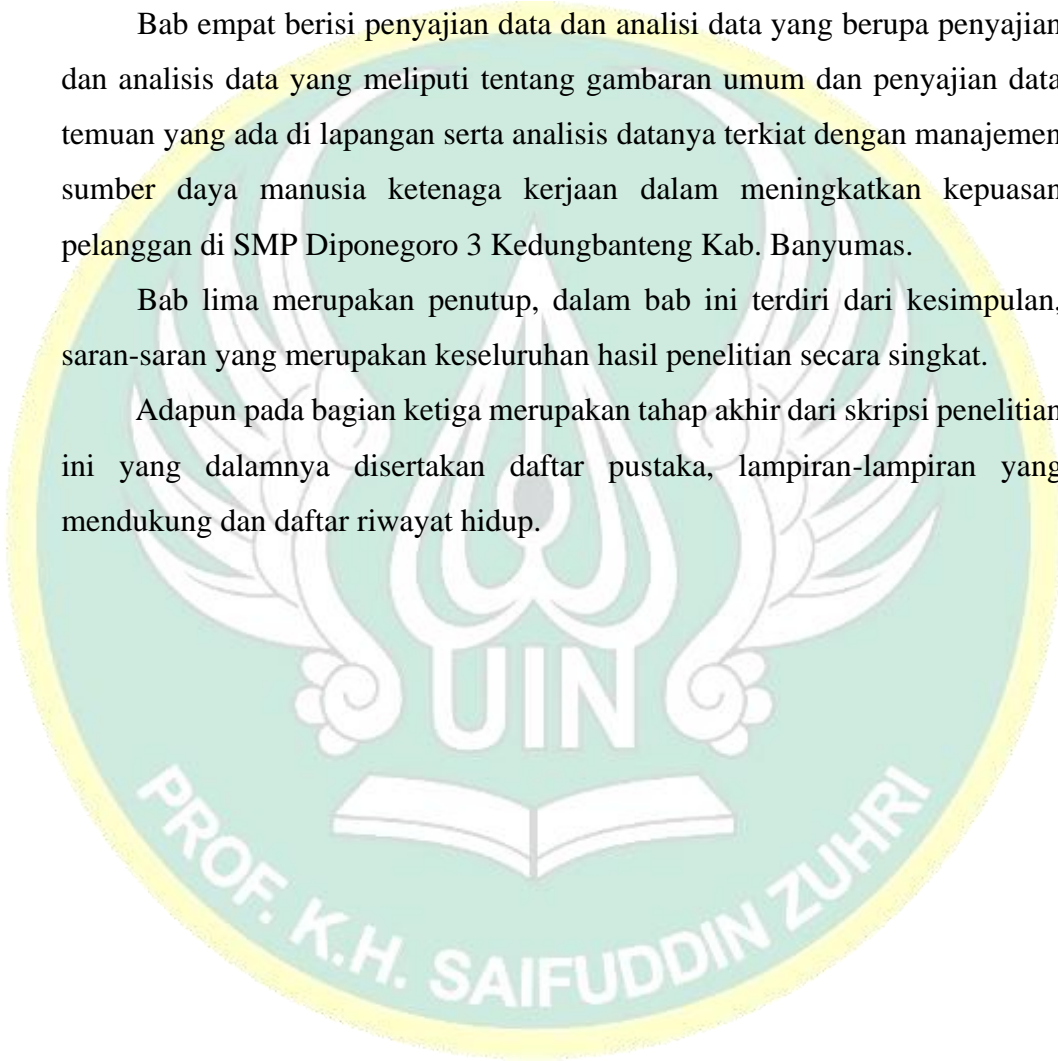 Bab empat berisi penyajian data dan analisi data yang berupa penyajian
dan analisis data yang meliputi tentang gambaran umum dan penyajian data
temuan yang ada di lapangan serta analisis datanya terkiat dengan manajemen
sumber daya manusia ketenaga kerjaan dalam meningkatkan kepuasan
pelanggan di SMP Diponegoro 3 Kedungbanteng Kab. Banyumas.
Bab lima merupakan penutup, dalam bab ini terdiri dari kesimpulan,
saran-saran yang merupakan keseluruhan hasil penelitian secara singkat.
Adapun pada bagian ketiga merupakan tahap akhir dari skripsi penelitian
ini yang dalamnya disertakan daftar pustaka, lampiran-lampiran yang
mendukung dan daftar riwayat hidup.
UIN
PROF. K.H. SAIFUDDIN ZUHRI